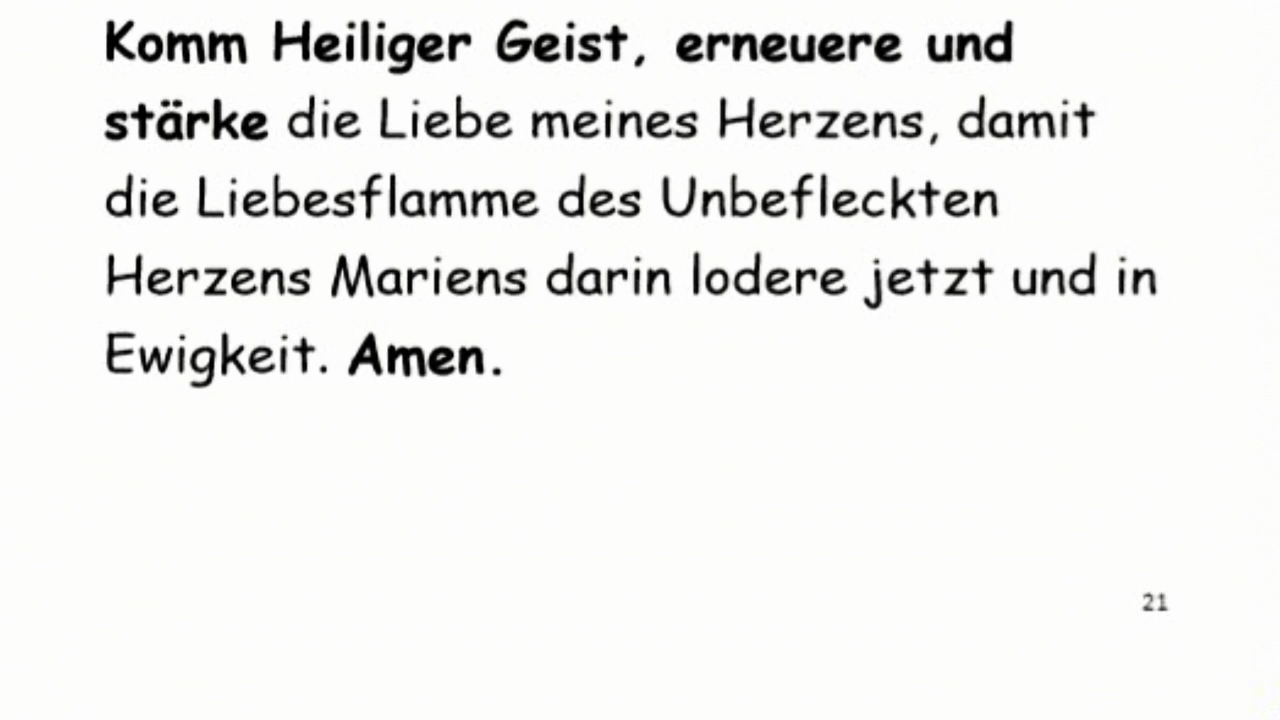 Komm Heiliger Geist, erneuere und
stärke die Liebe meines Herzens, damit
die Liebesflamme des Unbefleckten
Herzens Mariens darin lodere jetzt und in
Ewigkeit. Amen.
21